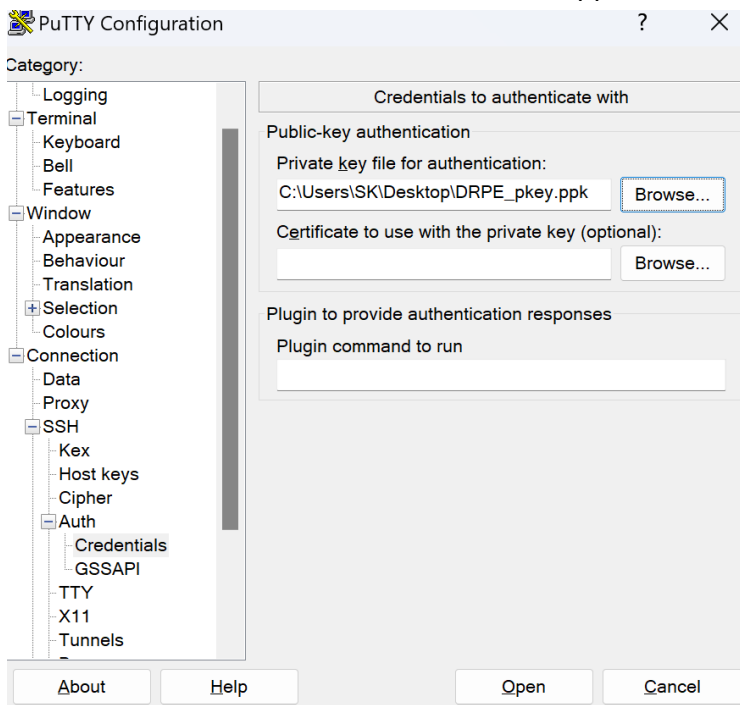 PuTTY Configuration
?
Category:
Logging
Terminal
Keyboard
Bell
Features
Window
Appearance
Behaviour
Translation
Selection
Colours
Connection
Data
Proxy
SSH
Kex
Host keys
Cipher
Auth
Credentials
GSSAPI
TTY
X11
Tunnels
Credentials to authenticate with
Public-key authentication
Private key file for authentication:
C:\Users\SK\Desktop\DRPE_pkey.ppk
Browse...
Certificate to use with the private key (optional):
Browse...
Plugin to provide authentication responses
Plugin command to run
About
Help
Open
Cancel